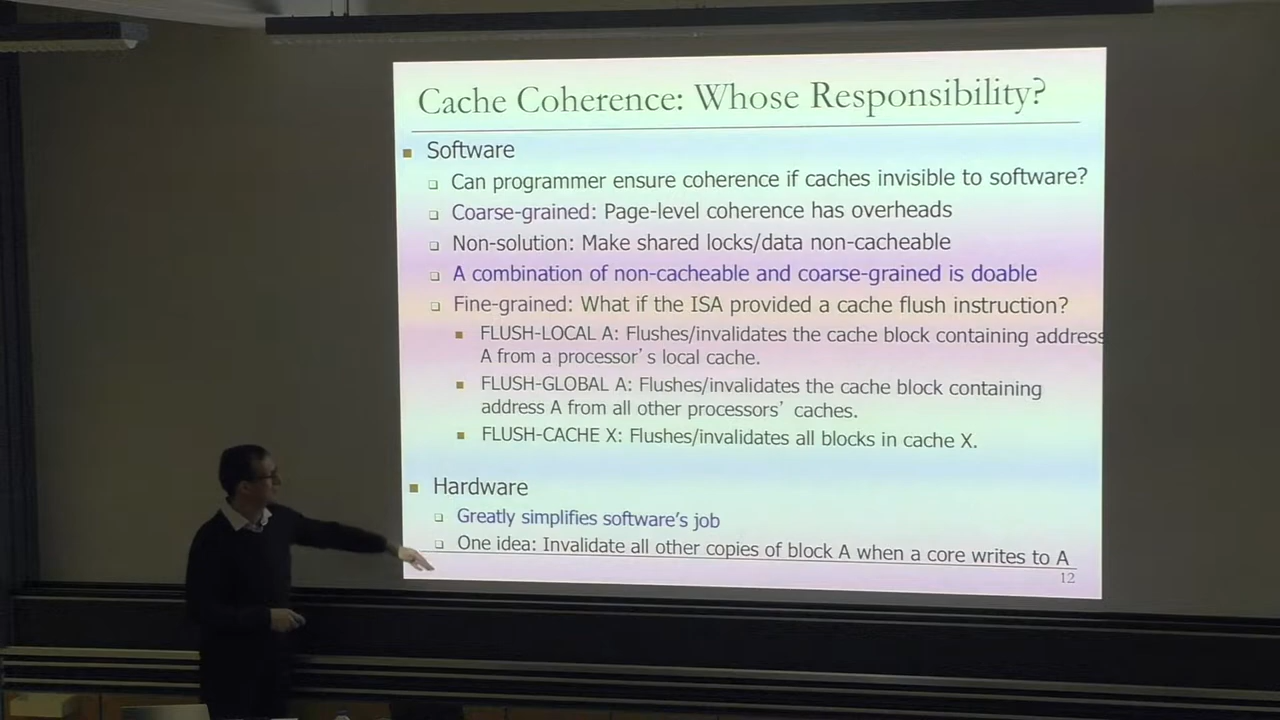 Cache Coherence: Whose Responsibility?
Software
Can programmer ensure coherence if caches invisible to software?
Coarse-grained: Page-level coherence has overheads
Non-solution: Make shared locks/data non-cacheable
A combination of non-cacheable and coarse-grained is doable
Fine-grained: What if the ISA provided a cache flush instruction?
FLUSH-LOCAL A: Flushes/invalidates the cache block containing address
A from a processor's local cache.
FLUSH-GLOBAL A: Flushes/invalidates the cache block containing
address A from all other processors' caches.
FLUSH-CACHE X: Flushes/invalidates all blocks in cache X.
Hardware
Greatly simplifies software's job
One idea: Invalidate all other copies of block A when a core writes to A
12